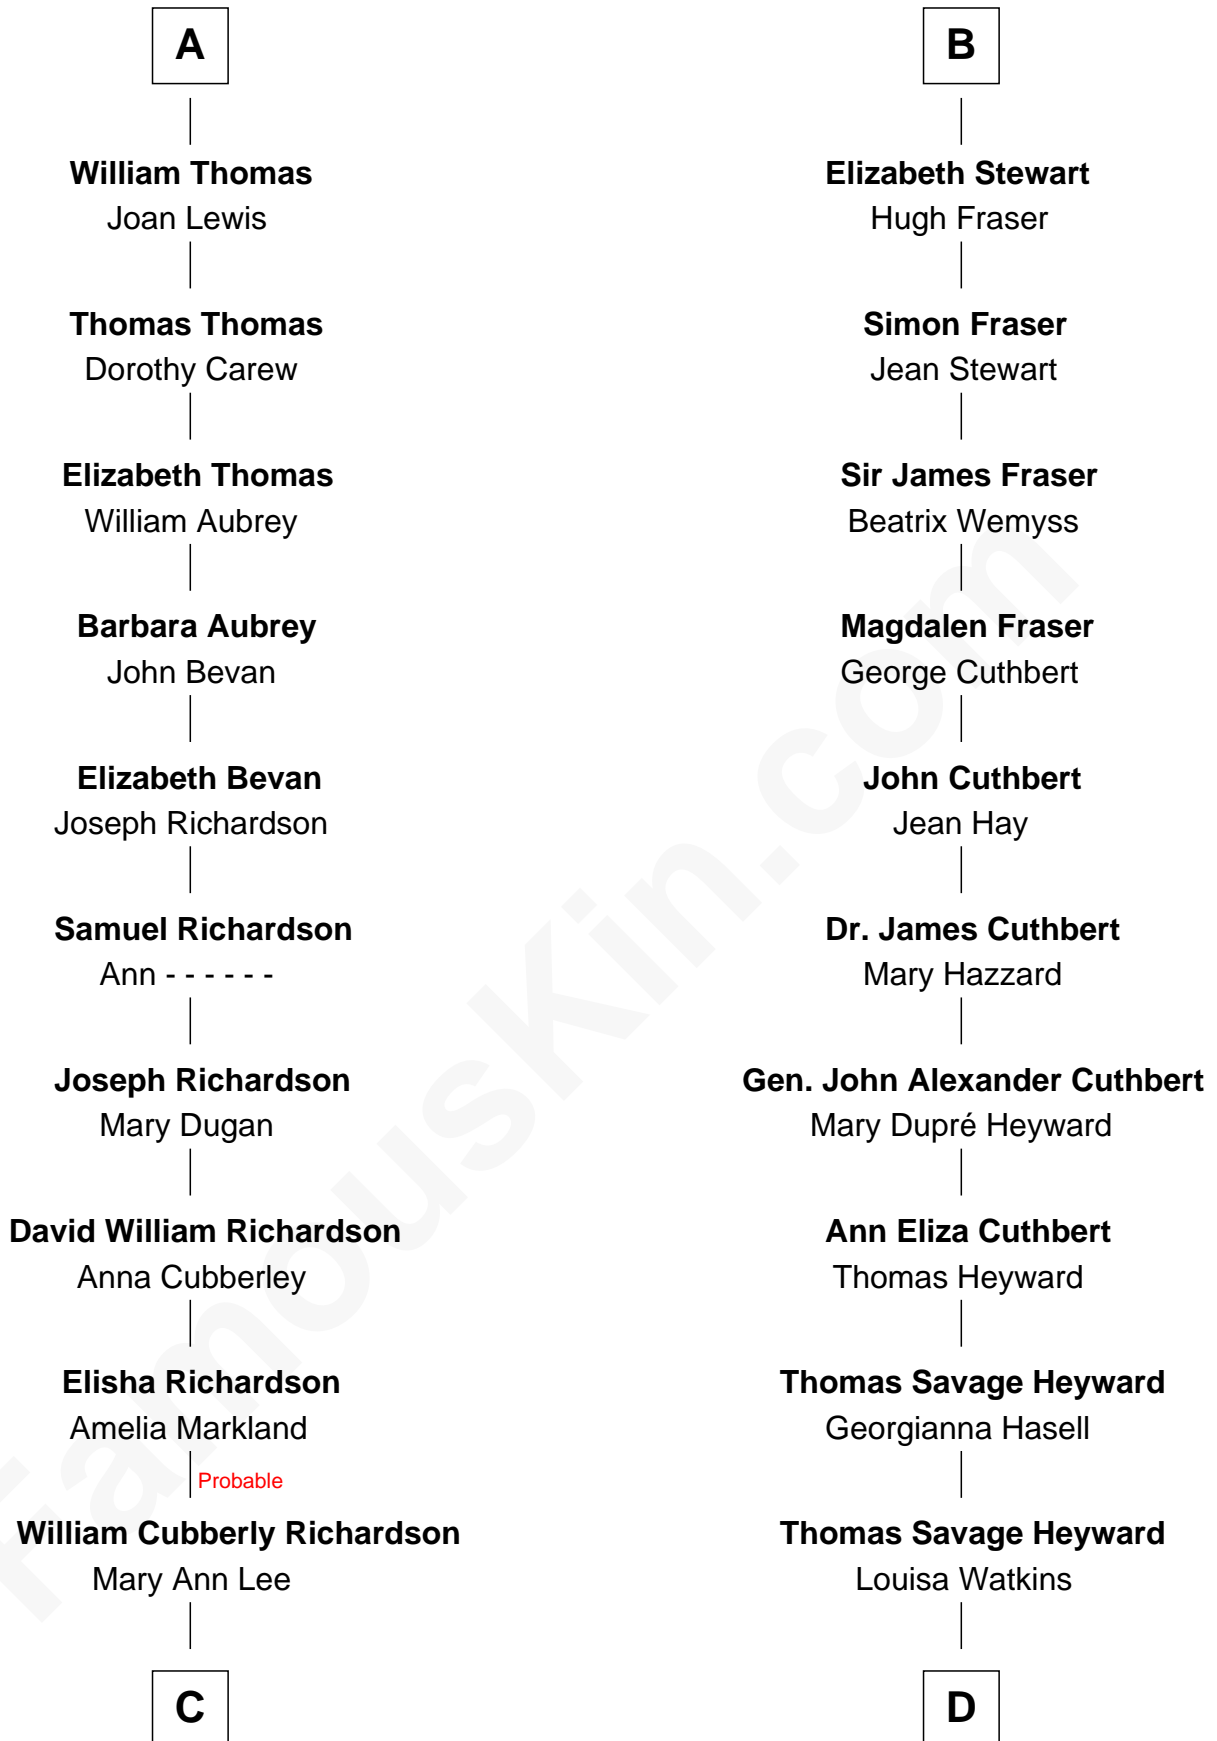 A
William Thomas
Joan Lewis
Thomas Thomas
Dorothy Carew
Elizabeth Thomas
William Aubrey
Barbara Aubrey
John Bevan
Elizabeth Bevan
Joseph Richardson
Samuel Richardson
Ann - - - - - -
Joseph Richardson
Mary Dugan
David William Richardson
Anna Cubberley
Elisha Richardson
Amelia Markland
Probable
William Cubberly Richardson
Mary Ann Lee
C
B
Elizabeth Stewart
Hugh Fraser
Simon Fraser
Jean Stewart
Sir James Fraser
Beatrix Wemyss
Magdalen Fraser
George Cuthbert
John Cuthbert
Jean Hay
Dr. James Cuthbert
Mary Hazzard
Gen. John Alexander Cuthbert
Mary Dupré Heyward
Ann Eliza Cuthbert
Thomas Heyward
Thomas Savage Heyward
Georgianna Hasell
Thomas Savage Heyward
Louisa Watkins
D
FamousKin.com